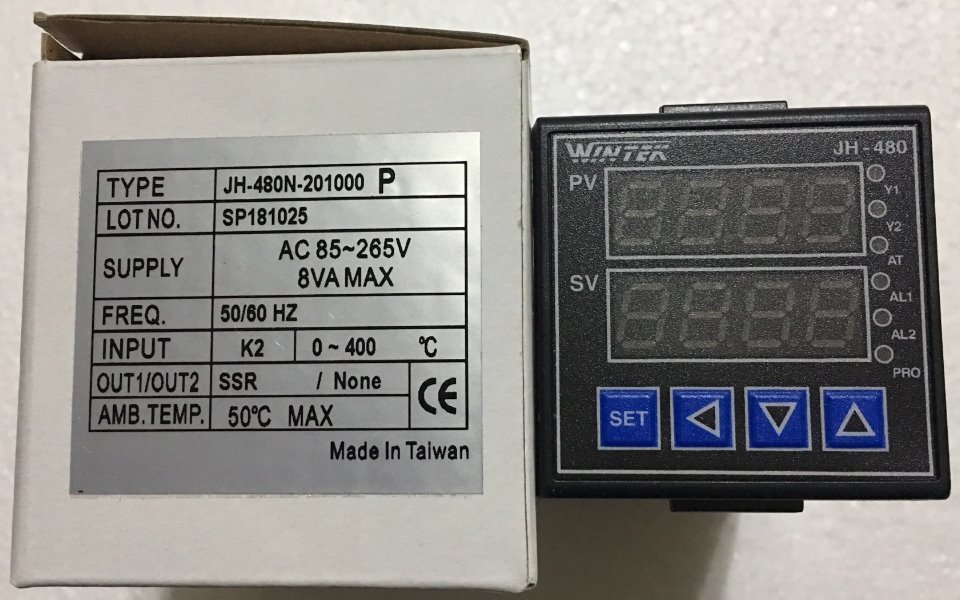 TYPE JH-480N-201000 P
LOT NO. SP181025
SUPPLY AC 85~265V
8VA MAX
FREQ. 50/60 HZ
INPUT K2 0 ~ 400 ℃
OUT1/OUT2 SSR / None
CE
AMB.TEMP. 50℃ MAX
Made In Taiwan
WINTEK JH-480
PV
Y1
Y2
AT
SV
AL1
AL2
PRO
SET